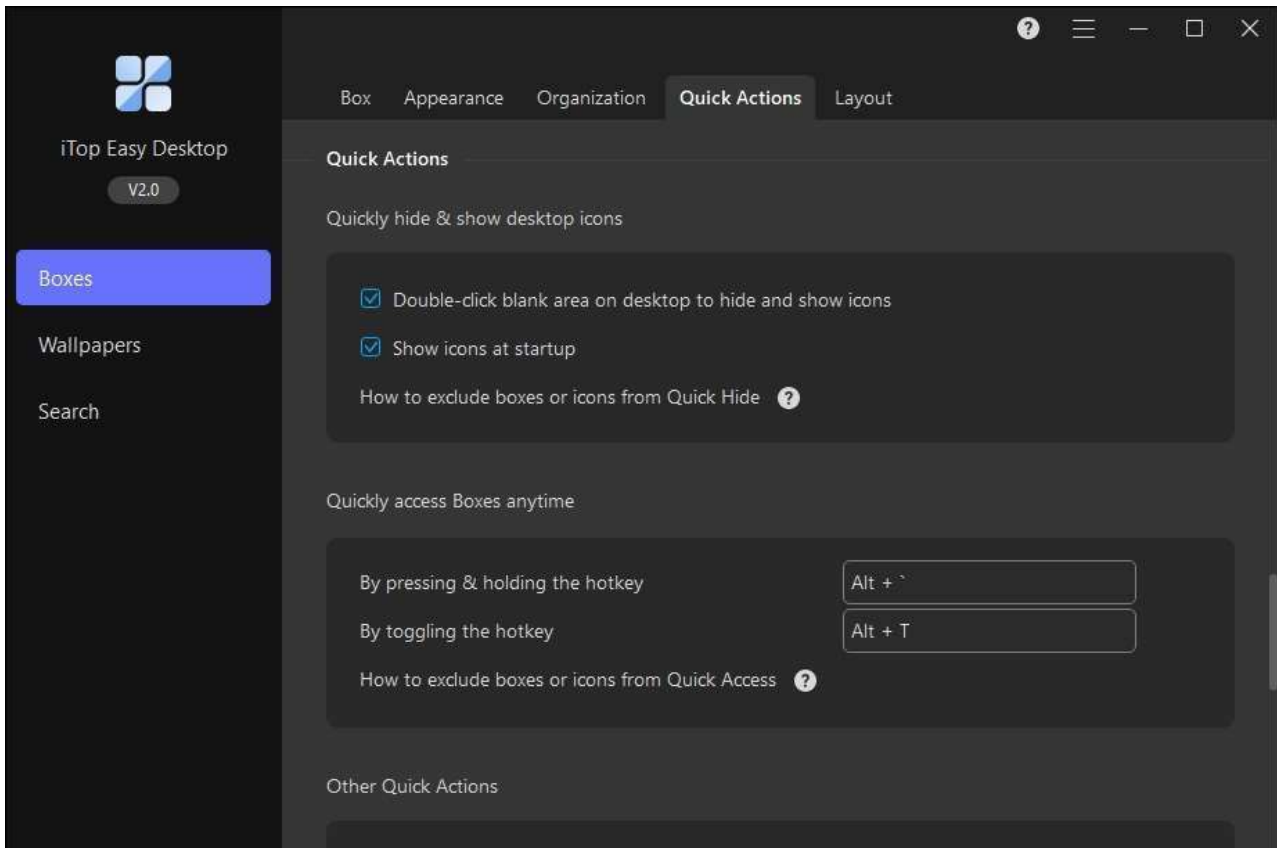 iTop Easy Desktop
V2.0
Boxes
Wallpapers
Search
Box Appearance Organization Quick Actions Layout
Quick Actions
Quickly hide & show desktop icons
Double-click blank area on desktop to hide and show icons
Show icons at startup
How to exclude boxes or icons from Quick Hide ?
Quickly access Boxes anytime
By pressing & holding the hotkey Alt + `
By toggling the hotkey Alt + T
How to exclude boxes or icons from Quick Access ?
Other Quick Actions